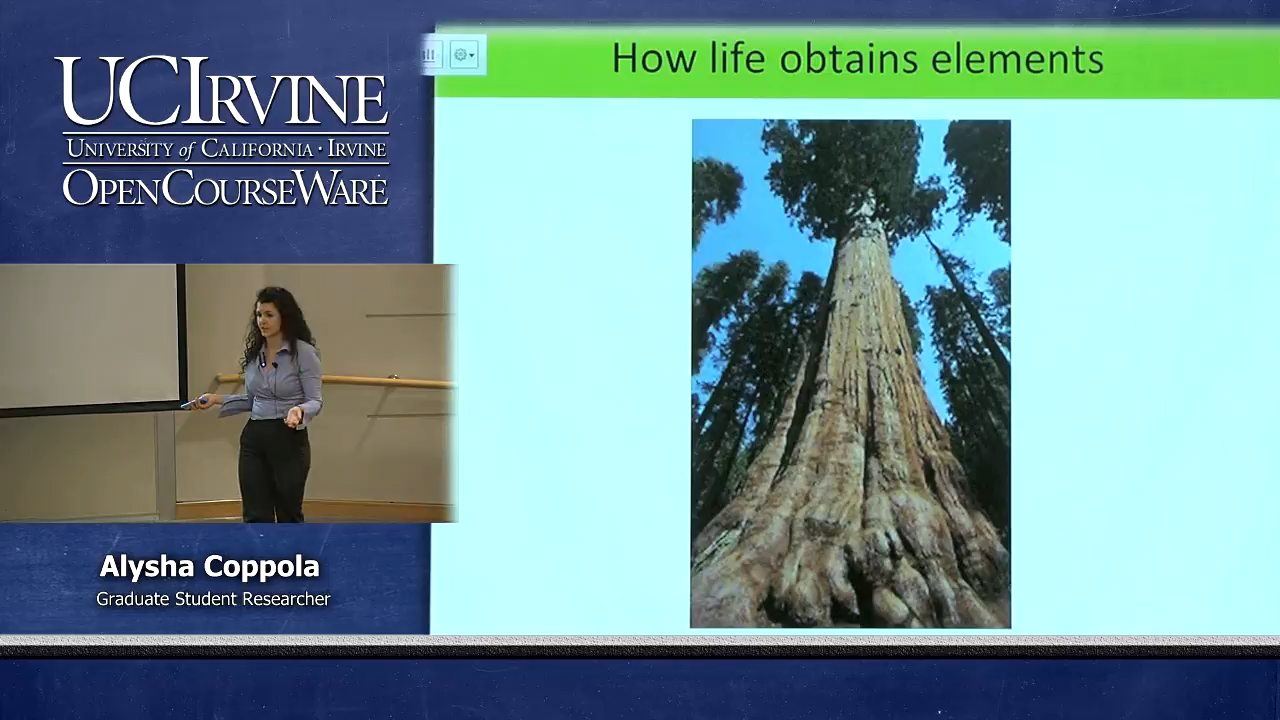 UCIRVINE
UNIVERSITY of CALIFORNIA · IRVINE
OPENCOURSEWARE
How life obtains elements
Alysha Coppola
Graduate Student Researcher